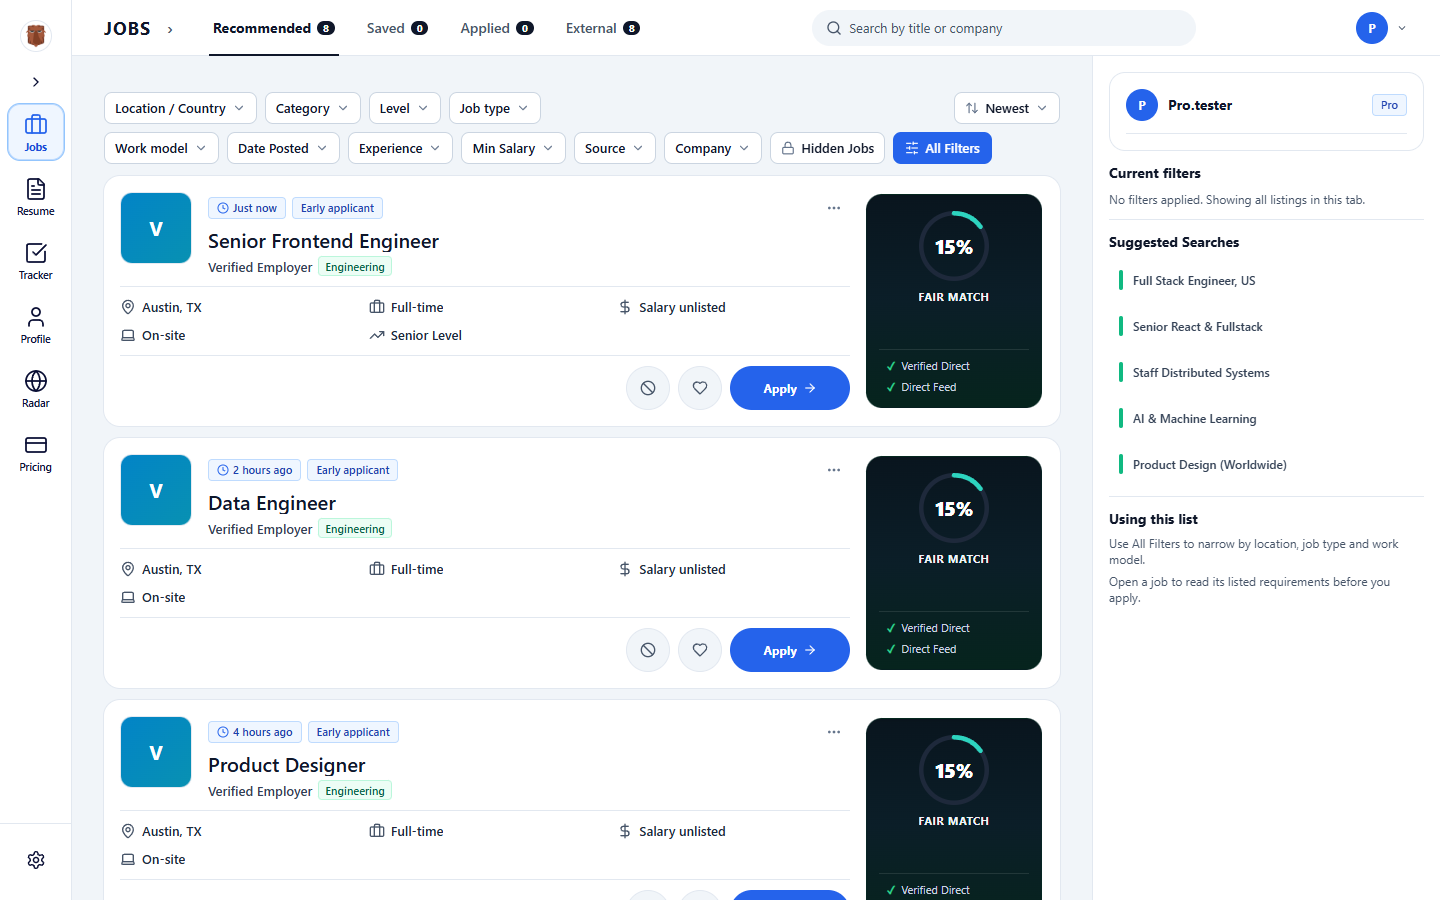 JOBS
Recommended 8
Saved 0
Applied 0
External 8
Search by title or company
P
Jobs
Resume
Tracker
Profile
Radar
Pricing
Location / Country
Category
Level
Job type
Newest
Work model
Date Posted
Experience
Min Salary
Source
Company
Hidden Jobs
All Filters
V
Just now
Early applicant
Senior Frontend Engineer
Verified Employer Engineering
Austin, TX
Full-time
Salary unlisted
On-site
Senior Level
Apply
15%
FAIR MATCH
Verified Direct
Direct Feed
V
2 hours ago
Early applicant
Data Engineer
Verified Employer Engineering
Austin, TX
Full-time
Salary unlisted
On-site
Apply
15%
FAIR MATCH
Verified Direct
Direct Feed
V
4 hours ago
Early applicant
Product Designer
Verified Employer Engineering
Austin, TX
Full-time
Salary unlisted
On-site
15%
FAIR MATCH
Verified Direct
P
Pro.tester
Pro
Current filters
No filters applied. Showing all listings in this tab.
Suggested Searches
Full Stack Engineer, US
Senior React & Fullstack
Staff Distributed Systems
AI & Machine Learning
Product Design (Worldwide)
Using this list
Use All Filters to narrow by location, job type and work
model.
Open a job to read its listed requirements before you
apply.